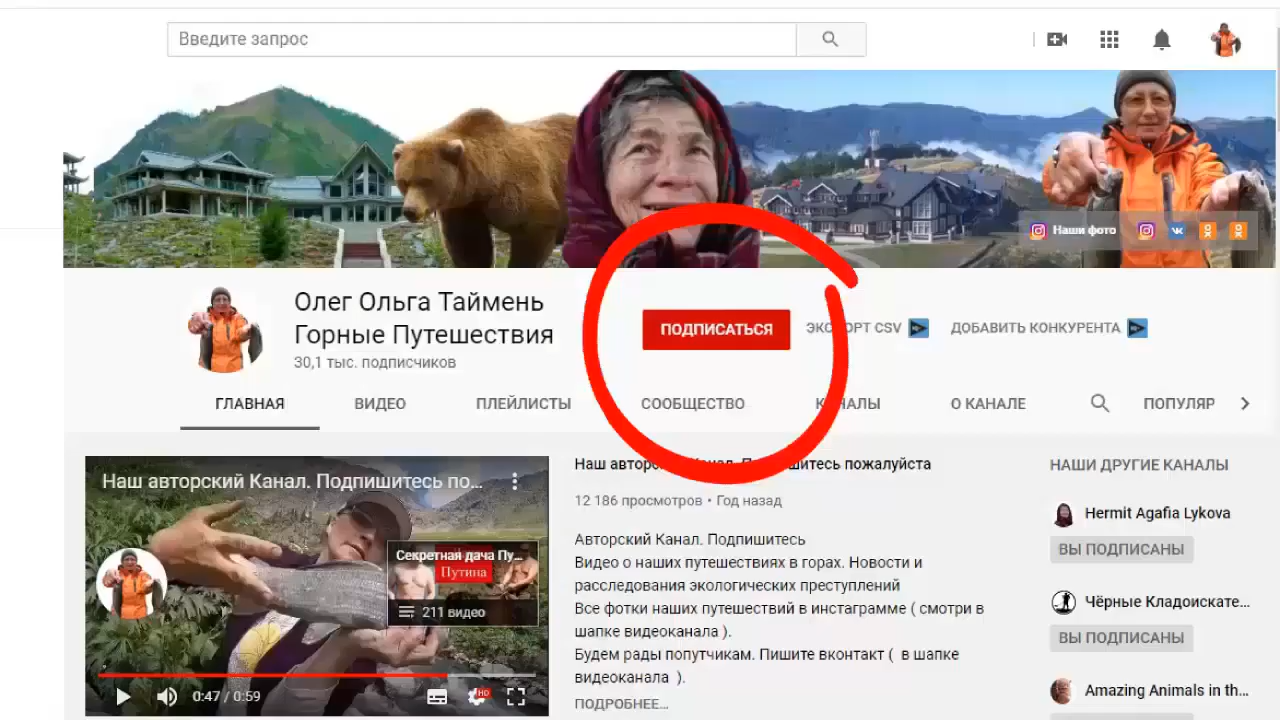 Введите запрос
Наши фото
Олег Ольга Таймень
Горные Путешествия
30,1 тыс. подписчиков
ПОДПИСАТЬСЯ
ЭКСПОРТ CSV
ДОБАВИТЬ КОНКУРЕНТА
ГЛАВНАЯ
ВИДЕО
ПЛЕЙЛИСТЫ
СООБЩЕСТВО
КАНАЛЫ
О КАНАЛЕ
ПОПУЛЯР
Наш авторский Канал. Подпишитесь по...
Секретная дача Пу...
Путина
211 видео
0:47 / 0:59
HD
Наш авторский Канал. Подпишитесь пожалуйста
12 186 просмотров • Год назад
Авторский Канал. Подпишитесь
Видео о наших путешествиях в горах. Новости и
расследования экологических преступлений
Все фотки наших путешествий в инстаграмме ( смотри в
шапке видеоканала ).
Будем рады попутчикам. Пишите вконтакт ( в шапке
видеоканала ).
ПОДРОБНЕЕ...
НАШИ ДРУГИЕ КАНАЛЫ
Hermit Agafia Lykova
ВЫ ПОДПИСАНЫ
Чёрные Кладоискате...
ВЫ ПОДПИСАНЫ
Amazing Animals in th...